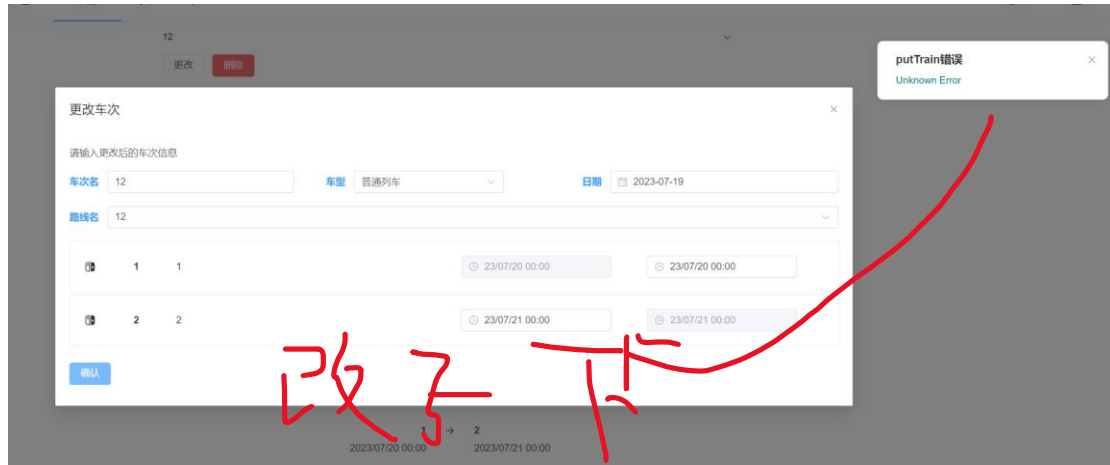 12
更改 删除
putTrain错误
Unknown Error
更改车次
请输入更改后的车次信息
车次名 12 车型 普通列车 日期 2023-07-19
路线名 12
1 1 23/07/20 00:00 23/07/20 00:00
2 2 23/07/21 00:00 23/07/21 00:00
确认
改了下
1 → 2
2023/07/20 00:00 2023/07/21 00:00